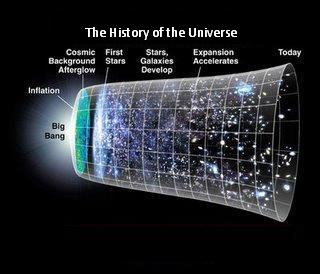 The History of the Universe
Cosmic
Background
Afterglow
First
Stars
Stars,
Galaxies
Develop
Expansion
Accelerates
Today
Inflation
Big
Bang